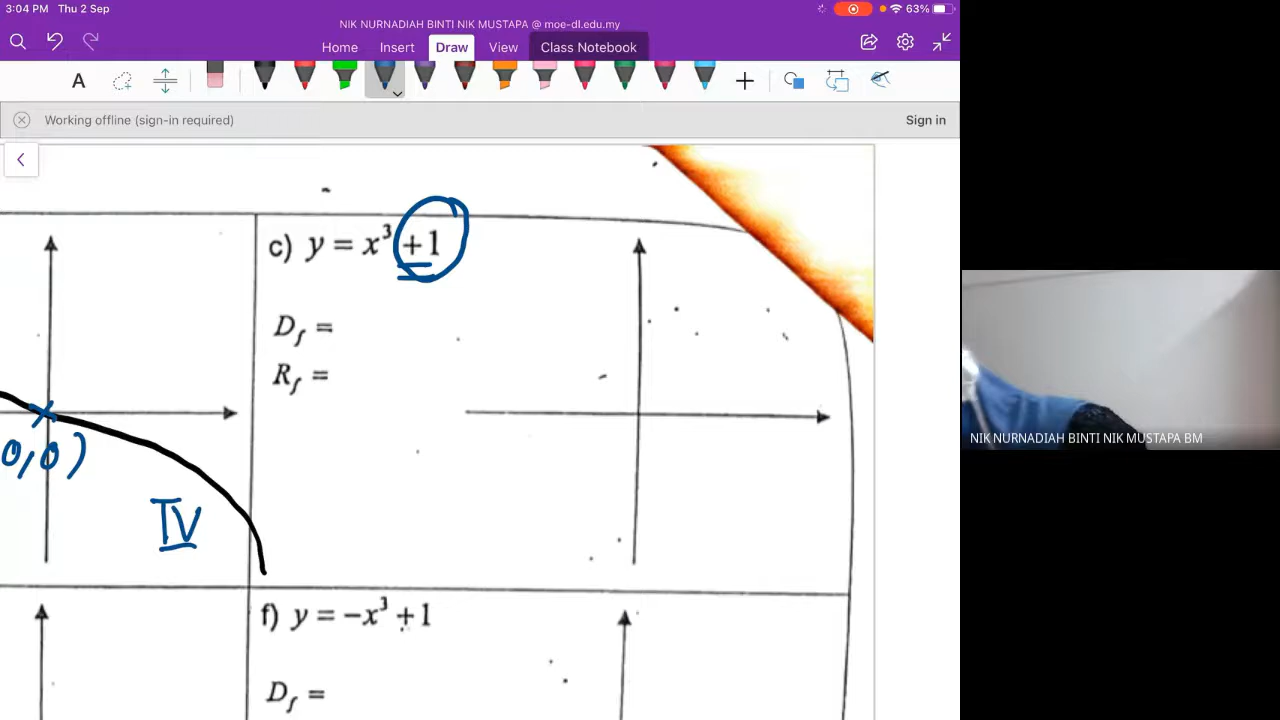 3:04 PM Thu 2 Sep
63%
NIK NURNADIAH BINTI NIK MUSTAPA @ moe-dl.edu.my
Home Insert Draw View Class Notebook
A
Working offline (sign-in required)
Sign in
c) y = x³ +1
D_f =
R_f =
0,0)
IV
f) y = −x³ +1
D_f =
NIK NURNADIAH BINTI NIK MUSTAPA BM